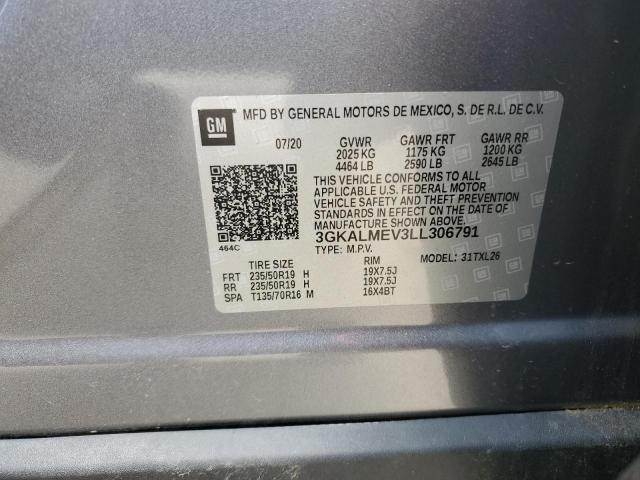 GM
MFD BY GENERAL MOTORS DE MEXICO, S. DE R.L. DE C.V.
07/20 GVWR GAWR FRT GAWR RR
2025 KG 1175 KG 1200 KG
4464 LB 2590 LB 2645 LB
THIS VEHICLE CONFORMS TO ALL
APPLICABLE U.S. FEDERAL MOTOR
VEHICLE SAFETY AND THEFT
PREVENTION STANDARDS IN EFFECT ON
THE DATE OF MANUFACTURE SHOWN ABOVE.
3GKALMEV3LL306791
464C
TYPE: M.P.V. MODEL: 31TXL26
TIRE SIZE RIM
FRT 235/50R19 H 19X7.5J
RR 235/50R19 H 19X7.5J
SPA T135/70R16 M 16X4BT